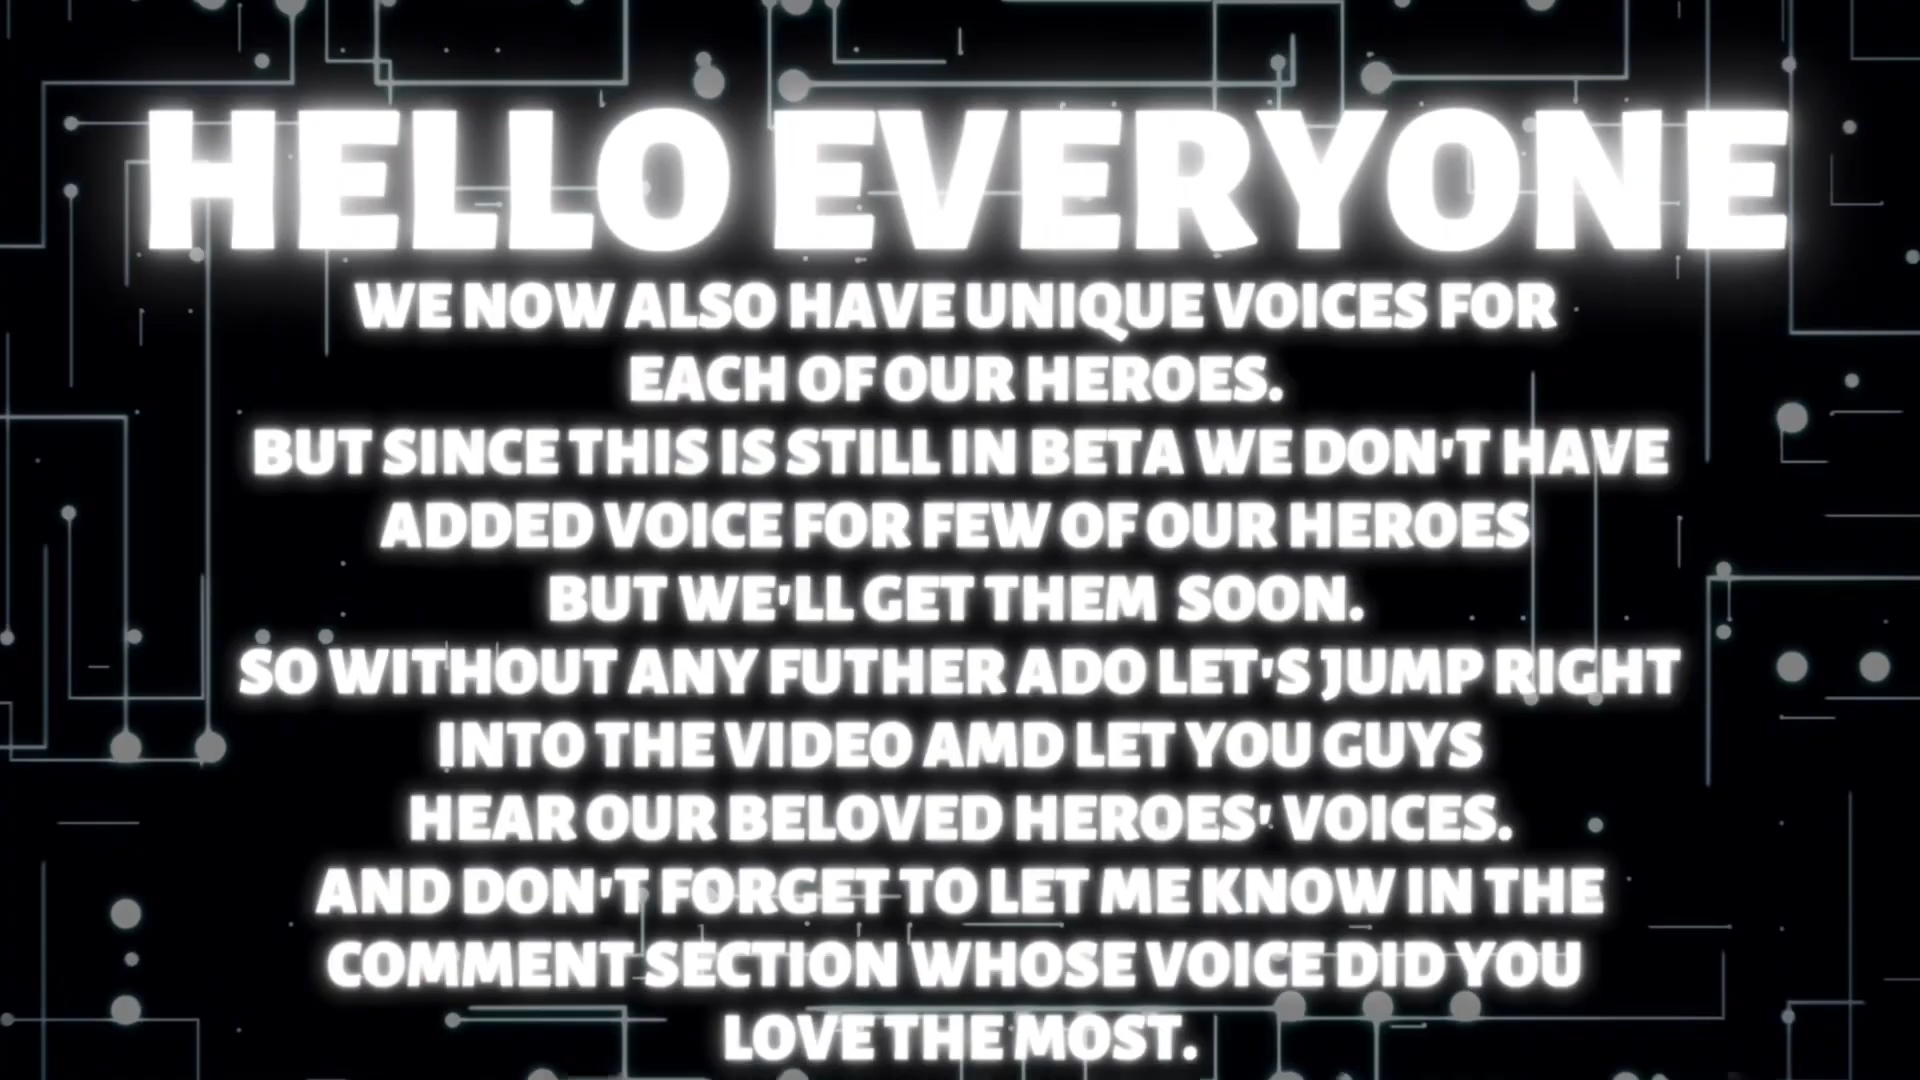 HELLO EVERYONE
WE NOW ALSO HAVE UNIQUE VOICES FOR
EACH OF OUR HEROES.
BUT SINCE THIS IS STILL IN BETA WE DON'T HAVE
ADDED VOICE FOR FEW OF OUR HEROES
BUT WE'LL GET THEM SOON.
SO WITHOUT ANY FUTHER ADO LET'S JUMP RIGHT
INTO THE VIDEO AMD LET YOU GUYS
HEAR OUR BELOVED HEROES' VOICES.
AND DON'T FORGET TO LET ME KNOW IN THE
COMMENT SECTION WHOSE VOICE DID YOU
LOVE THE MOST.